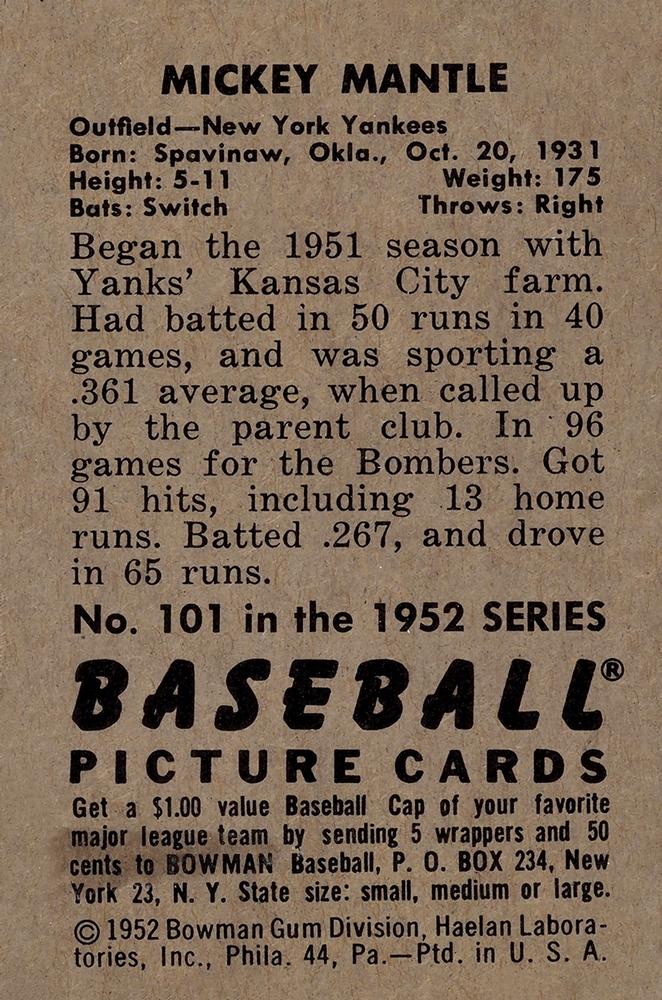 MICKEY MANTLE
Outfield—New York Yankees
Born: Spavinaw, Okla., Oct. 20, 1931
Height: 5-11 Weight: 175
Bats: Switch Throws: Right
Began the 1951 season with
Yanks' Kansas City farm.
Had batted in 50 runs in 40
games, and was sporting a
.361 average, when called up
by the parent club. In 96
games for the Bombers. Got
91 hits, including 13 home
runs. Batted .267, and drove
in 65 runs.
No. 101 in the 1952 SERIES
BASEBALL®
PICTURE CARDS
Get a $1.00 value Baseball Cap of your favorite
major league team by sending 5 wrappers and 50
cents to BOWMAN Baseball, P. O. BOX 234, New
York 23, N. Y. State size: small, medium or large.
© 1952 Bowman Gum Division, Haelan Labora-
tories, Inc., Phila. 44, Pa.—Ptd. in U. S. A.